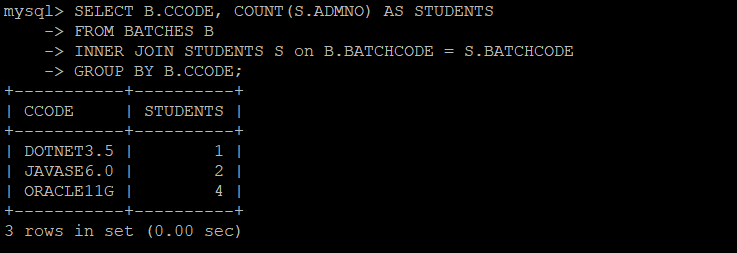 mysql> SELECT B.CCODE, COUNT(S.ADMNO) AS STUDENTS
    -> FROM BATCHES B
    -> INNER JOIN STUDENTS S on B.BATCHCODE = S.BATCHCODE
    -> GROUP BY B.CCODE;
+-----------+----------+
| CCODE     | STUDENTS |
+-----------+----------+
| DOTNET3.5 |        1 |
| JAVASE6.0 |        2 |
| ORACLE11G |        4 |
+-----------+----------+
3 rows in set (0.00 sec)